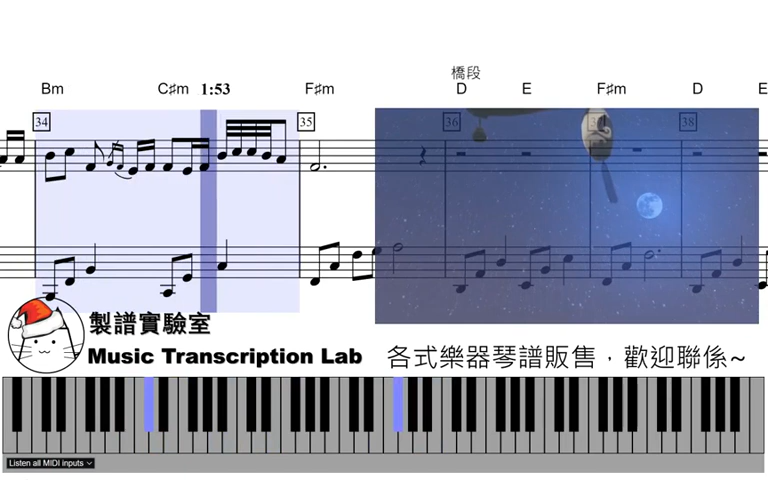 橋段
Bm C♯m 1:53 F♯m D E F♯m D E
34 35 36 37 38
製譜實驗室
Music Transcription Lab
各式樂器琴譜販售，歡迎聯係~
Listen all MIDI inputs